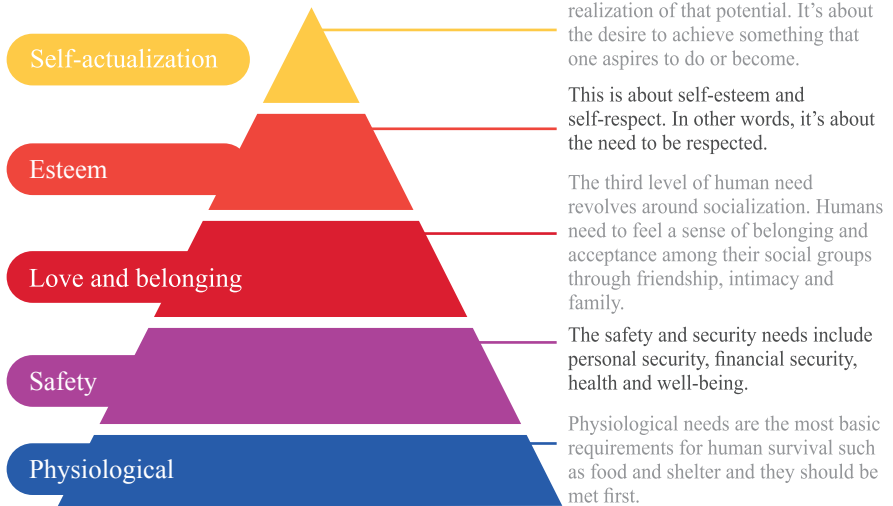 Self-actualization
realization of that potential. It’s about
the desire to achieve something that
one aspires to do or become.
Esteem
This is about self-esteem and
self-respect. In other words, it’s about
the need to be respected.
Love and belonging
The third level of human need
revolves around socialization. Humans
need to feel a sense of belonging and
acceptance among their social groups
through friendship, intimacy and
family.
Safety
The safety and security needs include
personal security, financial security,
health and well-being.
Physiological
Physiological needs are the most basic
requirements for human survival such
as food and shelter and they should be
met first.